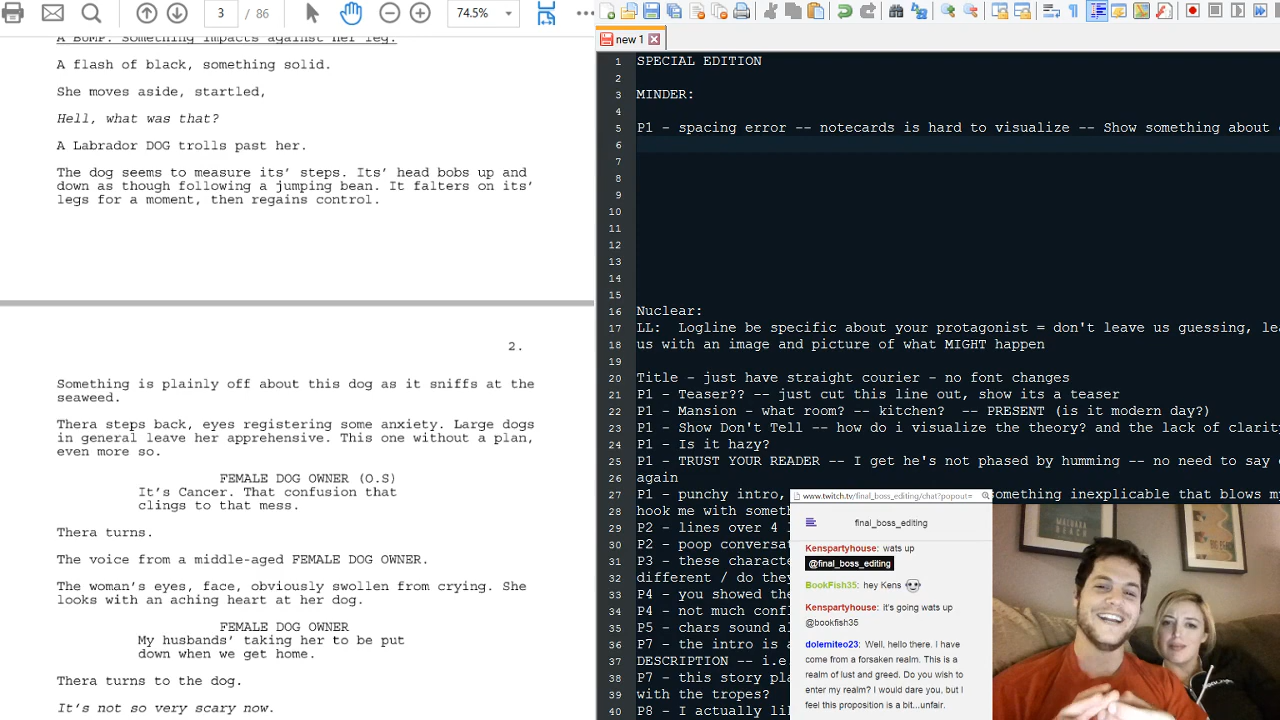 3 / 86
74.5%
A BUMP. Something impacts against her leg.
A flash of black, something solid.
She moves aside, startled,
Hell, what was that?
A Labrador DOG trolls past her.
The dog seems to measure its’ steps. Its’ head bobs up and
down as though following a jumping bean. It falters on its’
legs for a moment, then regains control.
2.
Something is plainly off about this dog as it sniffs at the
seaweed.
Thera steps back, eyes registering some anxiety. Large dogs
in general leave her apprehensive. This one without a plan,
even more so.
FEMALE DOG OWNER (O.S)
It’s Cancer. That confusion that
clings to that mess.
Thera turns.
The voice from a middle-aged FEMALE DOG OWNER.
The woman’s eyes, face, obviously swollen from crying. She
looks with an aching heart at her dog.
FEMALE DOG OWNER
My husbands’ taking her to be put
down when we get home.
Thera turns to the dog.
It’s not so very scary now.
new 1
1 SPECIAL EDITION
2
3 MINDER:
4
5 P1 - spacing error -- notecards is hard to visualize -- Show something about
6
7
8
9
10
11
12
13
14
15
16 Nuclear:
17 LL: Logline be specific about your protagonist = don't leave us guessing,
18 us with an image and picture of what MIGHT happen
19
20 Title - just have straight courier - no font changes
21 P1 - Teaser?? -- just cut this line out, show its a teaser
22 P1 - Mansion - what room? -- kitchen? -- PRESENT (is it modern day?)
23 P1 - Show Don't Tell -- how do i visualize the theory? and the lack of clarity
24 P1 - Is it hazy?
25 P1 - TRUST YOUR READER -- I get he's not phased by humming -- no need to say
26 again
27 P1 - punchy intro, something inexplicable that blows my
28 hook me with
29 P2 - lines over 4
30 P2 - poop
31 P3 - these
32 different / do they
33 P4 - you showed the
34 P4 - not much
35 P5 - chars sound
36 P7 - the intro is
37 DESCRIPTION -- i.e.
38 P7 - this story
39 with the tropes?
40 P8 - I actually
www.twitch.tv/final_boss_editing/chat?popout=
final_boss_editing
Kenspartyhouse: wats up
@final_boss_editing
BookFish35: hey Kens
Kenspartyhouse: it's going wats up
@bookfish35
dolemiteo23: Well, hello there. I have
come from a forsaken realm. This is a
realm of lust and greed. Do you wish to
enter my realm? I would dare you, but I
feel this proposition is a bit...unfair.